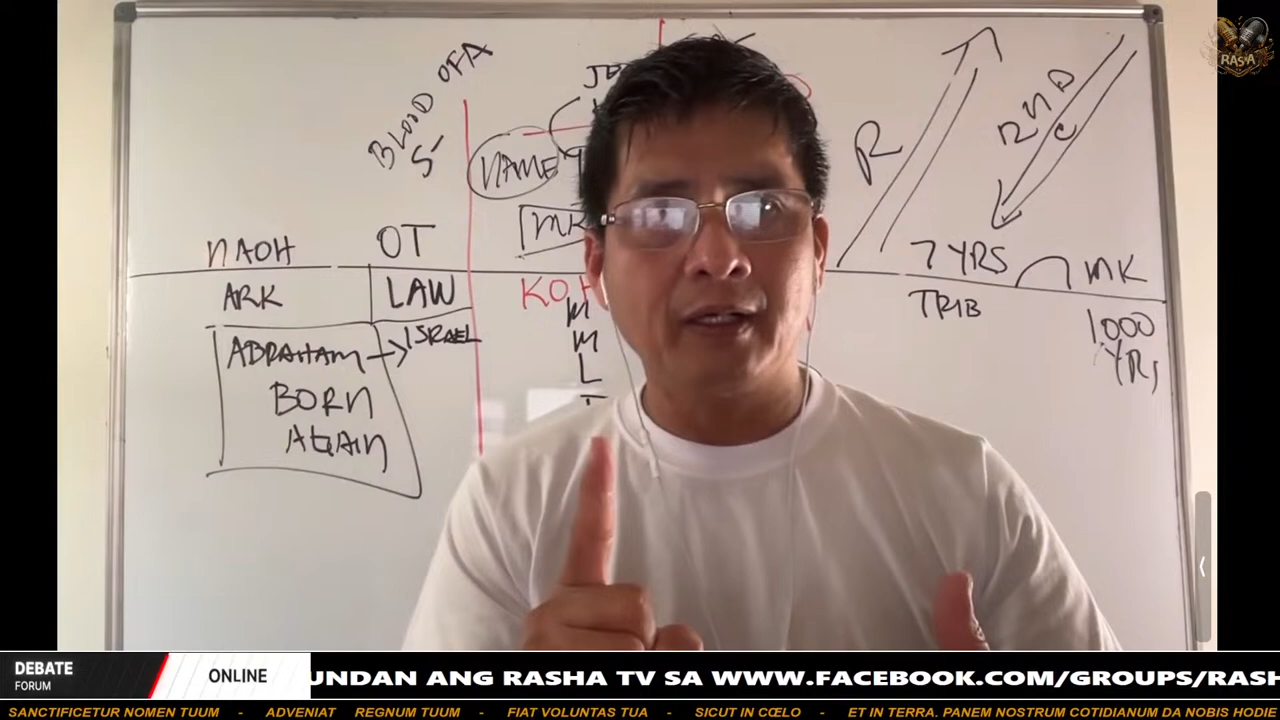 RASHA
BLOOD OF A
S-
R
2ND
C
NAME
NAOH
OT
7 YRS
MK
ARK
LAW
KOH
TRIB
1000
YRS
ABRAHAM → ISRAEL
M
M
L
T
BORN
AGAIN
DEBATE
FORUM
ONLINE
UNDAN ANG RASHA TV SA WWW.FACEBOOK.COM/GROUPS/RASH
SANCTIFICETUR NOMEN TUUM - ADVENIAT REGNUM TUUM - FIAT VOLUNTAS TUA - SICUT IN CŒLO - ET IN TERRA. PANEM NOSTRUM COTIDIANUM DA NOBIS HODIE